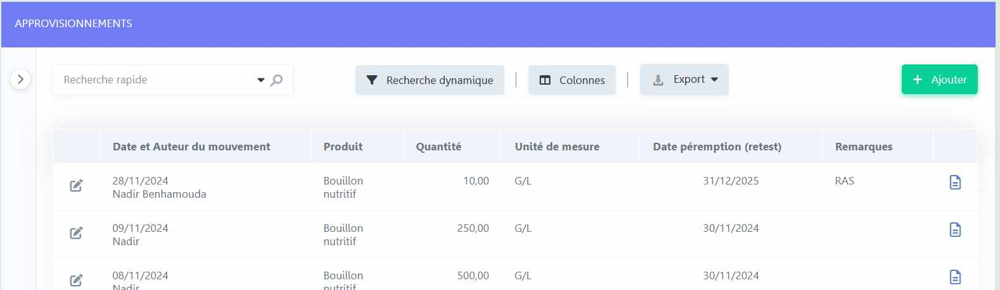 APPROVISIONNEMENTS
Recherche rapide
Recherche dynamique
Colonnes
Export
Ajouter
Date et Auteur du mouvement Produit Quantité Unité de mesure Date péremption (retest) Remarques
28/11/2024 Bouillon 10,00 G/L 31/12/2025 RAS
Nadir Benhamouda nutritif
09/11/2024 Bouillon 250,00 G/L 30/11/2024
Nadir nutritif
08/11/2024 Bouillon 500,00 G/L 30/11/2024
Nadir nutritif